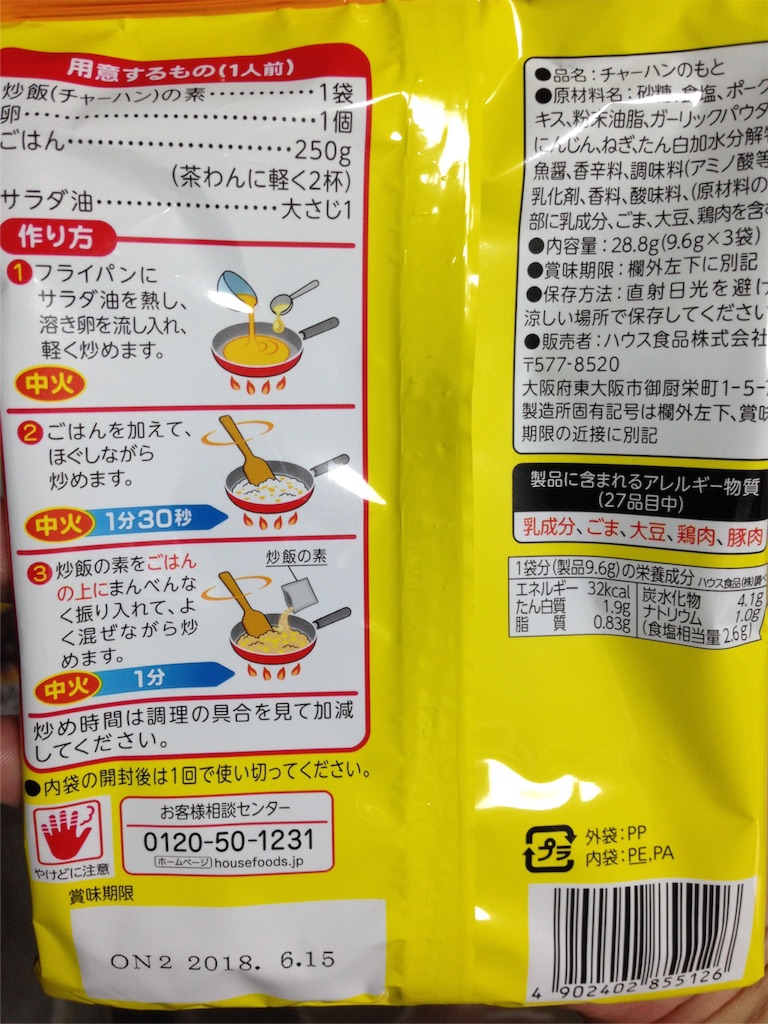 用意するもの(1人前)
炒飯(チャーハン)の素…………1袋
卵……………………………1個
ごはん……………………250g
(茶わんに軽く2杯)
サラダ油………………大さじ1
作り方
1 フライパンに
サラダ油を熱し、
溶き卵を流し入れ、
軽く炒めます。
中火
2 ごはんを加えて、
ほぐしながら
炒めます。
中火 1分30秒
3 炒飯の素をごはん
の上にまんべんな
く振り入れて、よ
く混ぜながら炒
めます。
炒飯の素
中火 1分
炒め時間は調理の具合を見て加減
してください。
●内袋の開封後は1回で使い切ってください。
やけどに注意
お客様相談センター
0120-50-1231
ホームページ housefoods.jp
賞味期限
ON2 2018. 6.15
●品名:チャーハンのもと
●原材料名:砂糖、食塩、ポーク
キス、粉末油脂、ガーリックパウダ
にんじん、ねぎ、たん白加水分解物
魚醤、香辛料、調味料(アミノ酸等
乳化剤、香料、酸味料、(原材料の
部に乳成分、ごま、大豆、鶏肉を含む
●内容量:28.8g(9.6g×3袋)
●賞味期限:欄外左下に別記
●保存方法:直射日光を避け
涼しい場所で保存してください
●販売者:ハウス食品株式会社
〒577-8520
大阪府東大阪市御厨栄町1-5-
製造所固有記号は欄外左下、賞味
期限の近接に別記
製品に含まれるアレルギー物質
(27品目中)
乳成分、ごま、大豆、鶏肉、豚肉
1袋分(製品9.6g)の栄養成分 ハウス食品(株)調べ
エネルギー 32kcal 炭水化物 4.1g
たん白質 1.9g ナトリウム 1.0g
脂質 0.83g (食塩相当量 2.6g)
プラ
外袋:PP
内袋:PE,PA
4 902402 855126